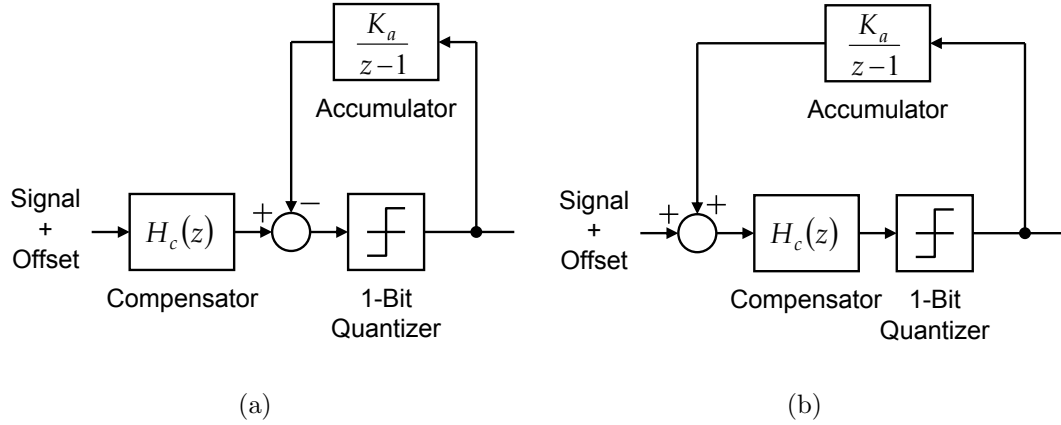 K_a
z−1
Accumulator
Signal
+
Offset
H_c(z)
+
−
Compensator
1-Bit
Quantizer
(a)
K_a
z−1
Accumulator
Signal
+
Offset
+
+
H_c(z)
Compensator
1-Bit
Quantizer
(b)